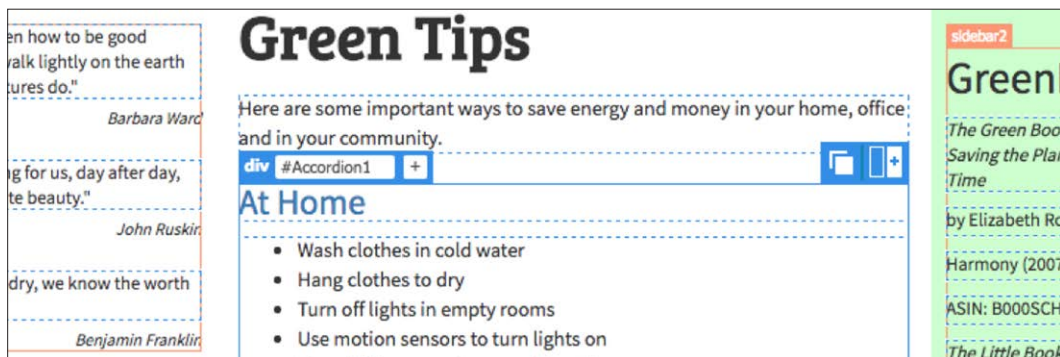 en how to be good
walk lightly on the earth
tures do."
Barbara Ward
g for us, day after day,
te beauty."
John Ruskin
dry, we know the worth
Benjamin Franklin
Green Tips
Here are some important ways to save energy and money in your home, office
and in your community.
div #Accordion1 +
+
At Home
• Wash clothes in cold water
• Hang clothes to dry
• Turn off lights in empty rooms
• Use motion sensors to turn lights on
sidebar2
Green
The Green Boo
Saving the Pla
Time
by Elizabeth Ro
Harmony (2007
ASIN: B000SCH
The Little Book